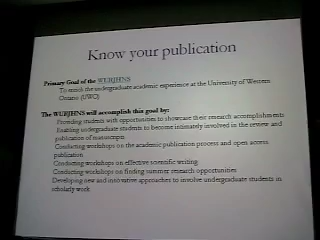 Know your publication
Primary Goal of the WURJHNS
To enrich the undergraduate academic experience at the University of Western
Ontario (UWO)
The WURJHNS will accomplish this goal by:
Providing students with opportunities to showcase their research accomplishments
Enabling undergraduate students to become intimately involved in the review and
publication of manuscripts
Conducting workshops on the academic publication process and open access
publication
Conducting workshops on effective scientific writing
Conducting workshops on finding summer research opportunities
Developing new and innovative approaches to involve undergraduate students in
scholarly work